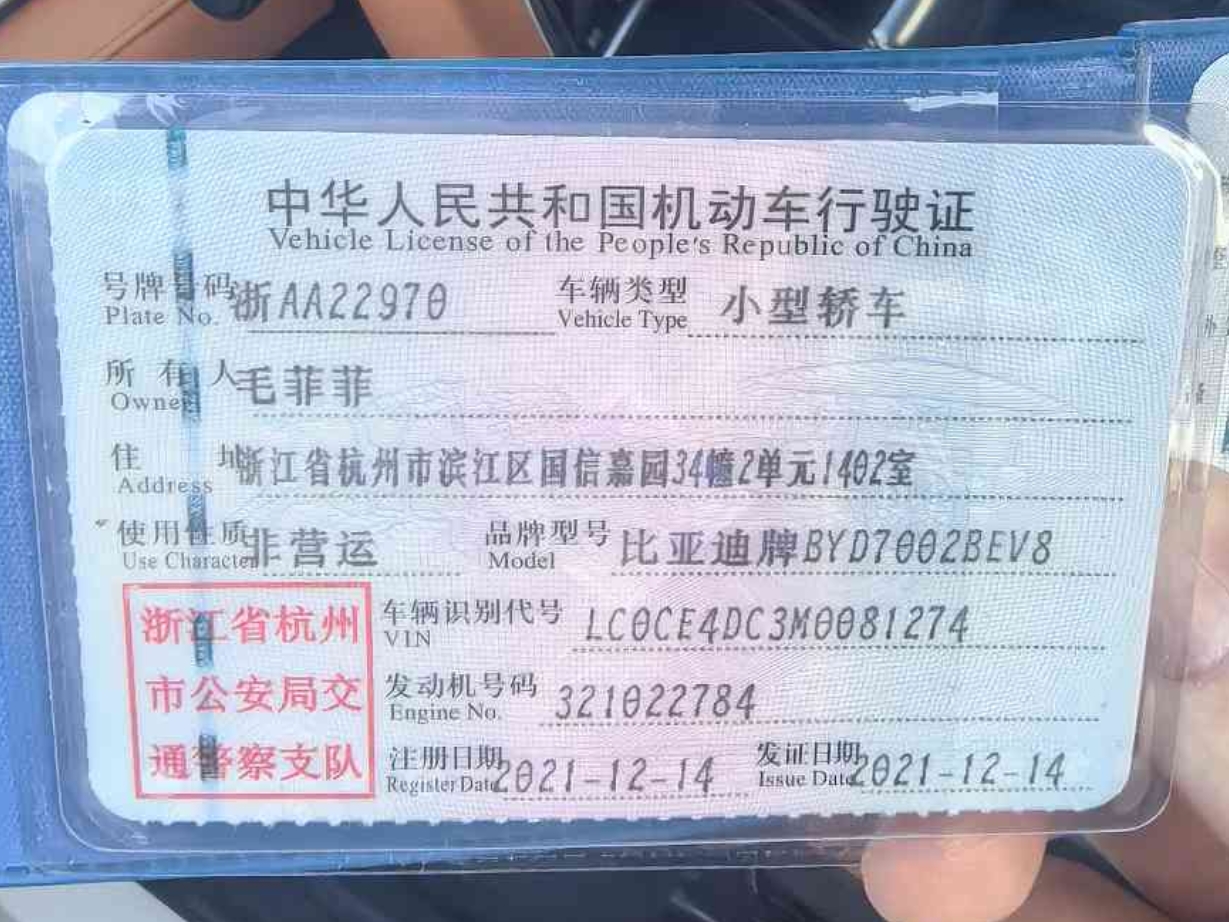 中华人民共和国机动车行驶证
Vehicle License of the People's Republic of China
号牌号码 浙AA22970 车辆类型 小型轿车
Plate No. Vehicle Type
所有人 毛菲菲
Owner
住址 浙江省杭州市滨江区国信嘉园34幢2单元1402室
Address
使用性质 非营运 品牌型号 比亚迪牌BYD7002BEV8
Use Character Model
浙江省杭州
市公安局交
通警察支队
车辆识别代号 LC0CE4DC3M0081274
VIN
发动机号码 321022784
Engine No.
注册日期 2021-12-14 发证日期 2021-12-14
Register Date Issue Date